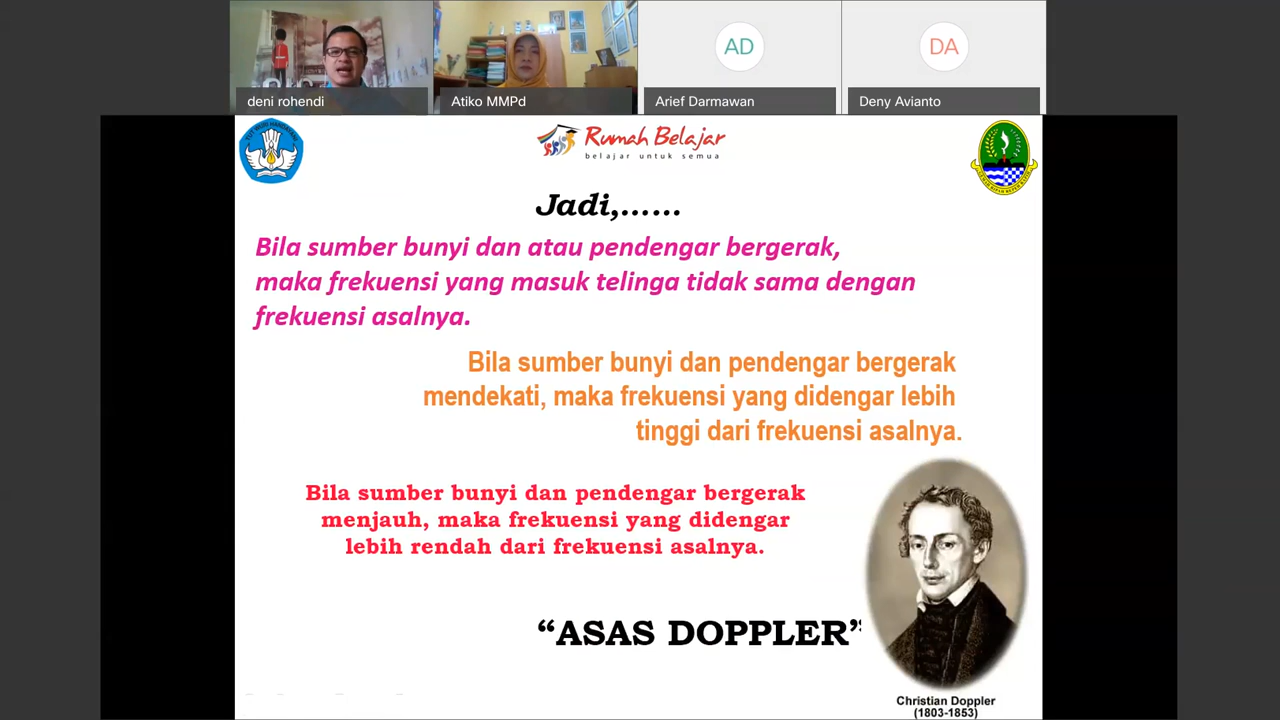 AD
DA
deni rohendi
Atiko MMPd
Arief Darmawan
Deny Avianto
TUT WURI HANDAYANI
Rumah Belajar
belajar untuk semua
Jadi,......
Bila sumber bunyi dan atau pendengar bergerak,
maka frekuensi yang masuk telinga tidak sama dengan
frekuensi asalnya.
Bila sumber bunyi dan pendengar bergerak
mendekati, maka frekuensi yang didengar lebih
tinggi dari frekuensi asalnya.
Bila sumber bunyi dan pendengar bergerak
menjauh, maka frekuensi yang didengar
lebih rendah dari frekuensi asalnya.
“ASAS DOPPLER”
Christian Doppler
(1803-1853)